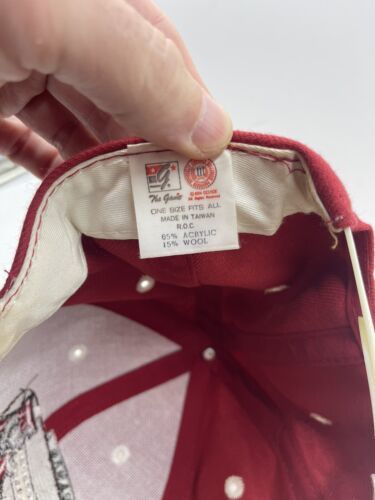 G
The Game
ONE SIZE FITS ALL
MADE IN TAIWAN
R.O.C.
65% ACRYLIC
15% WOOL